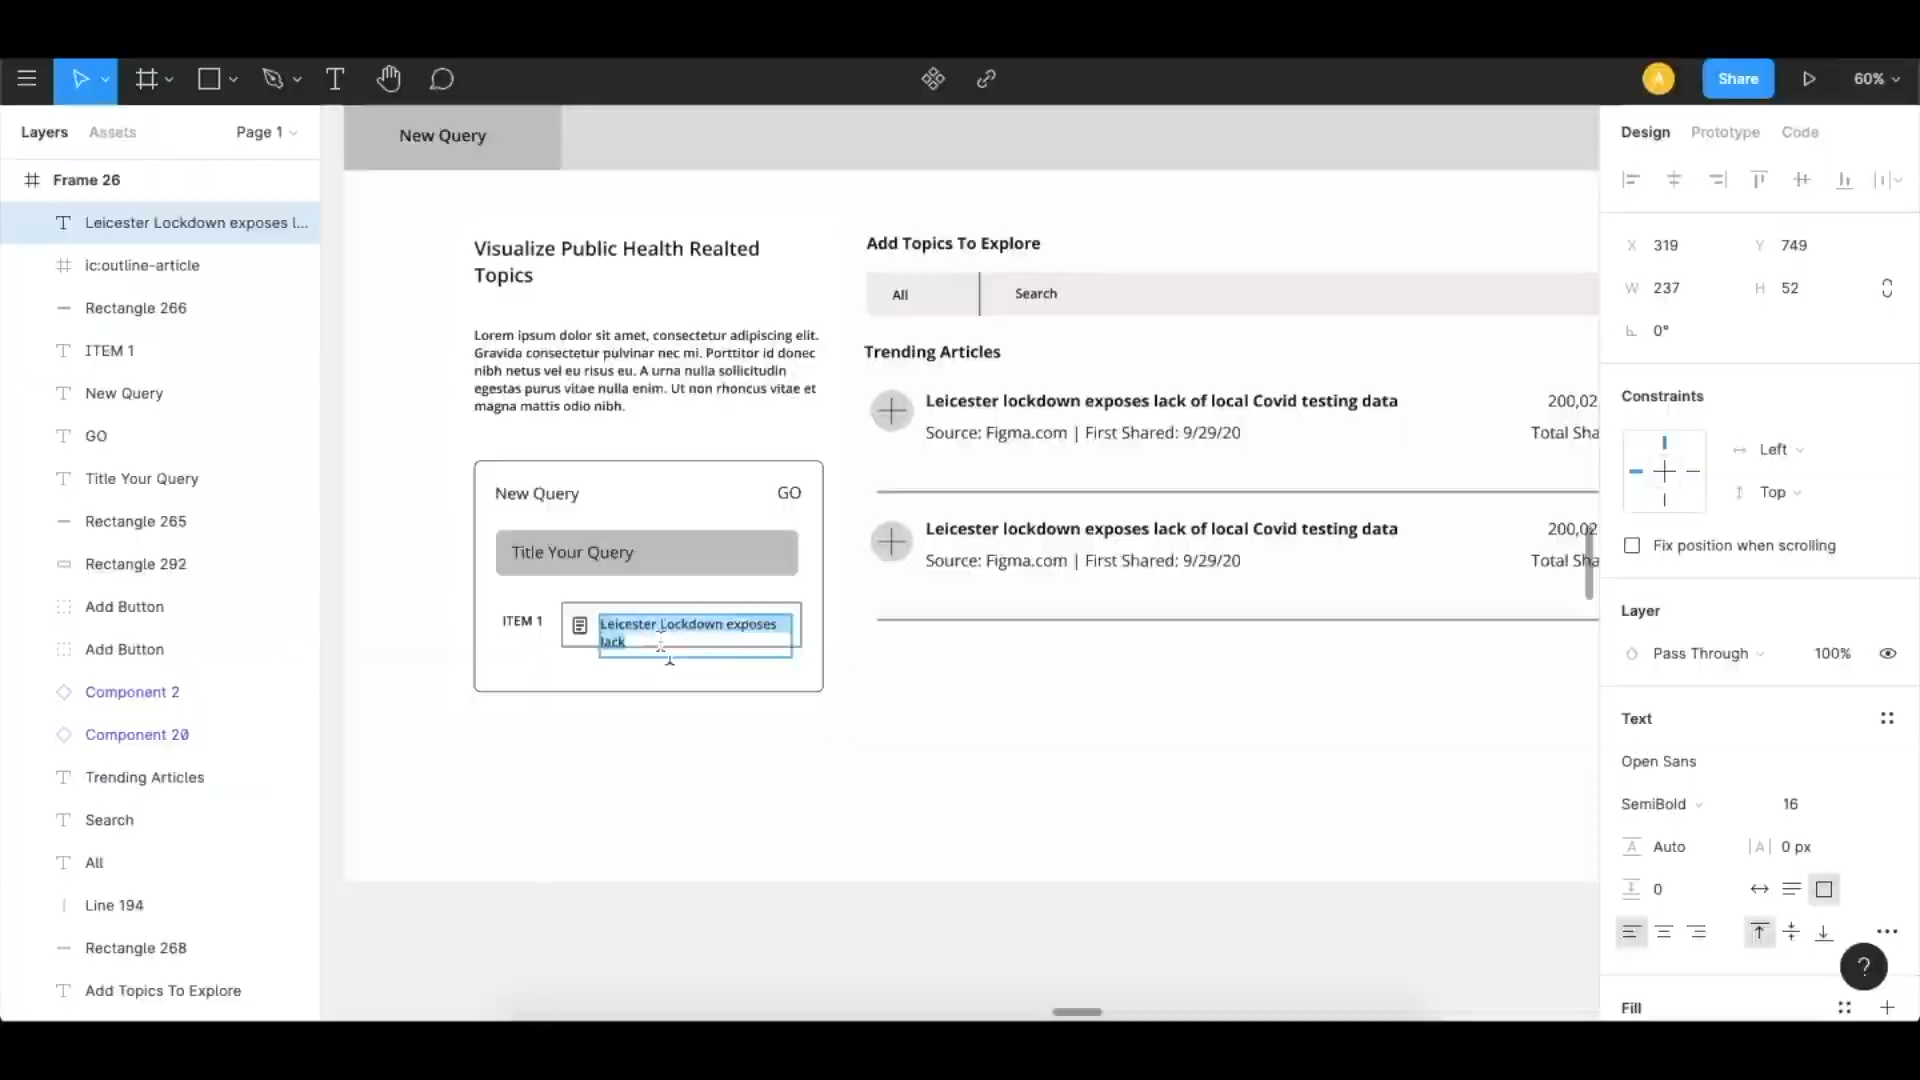 A
Share
60%
Layers
Assets
Page 1
Frame 26
Leicester Lockdown exposes l...
ic:outline-article
Rectangle 266
ITEM 1
New Query
GO
Title Your Query
Rectangle 265
Rectangle 292
Add Button
Add Button
Component 2
Component 20
Trending Articles
Search
All
Line 194
Rectangle 268
Add Topics To Explore
New Query
Visualize Public Health Realted
Topics
Lorem ipsum dolor sit amet, consectetur adipiscing elit.
Gravida consectetur pulvinar nec mi. Porttitor id donec
nibh netus vel eu risus eu. A urna nulla sollicitudin
egestas purus vitae nulla enim. Ut non rhoncus vitae et
magna mattis odio nibh.
New Query
GO
Title Your Query
ITEM 1
Leicester Lockdown exposes
lack
Add Topics To Explore
All
Search
Trending Articles
Leicester lockdown exposes lack of local Covid testing data
200,02
Source: Figma.com | First Shared: 9/29/20
Total Sha
Leicester lockdown exposes lack of local Covid testing data
200,02
Source: Figma.com | First Shared: 9/29/20
Total Sha
Design
Prototype
Code
X 319
Y 749
W 237
H 52
0°
Constraints
Left
Top
Fix position when scrolling
Layer
Pass Through
100%
Text
Open Sans
SemiBold
16
A Auto
|A| 0 px
0
?
Fill